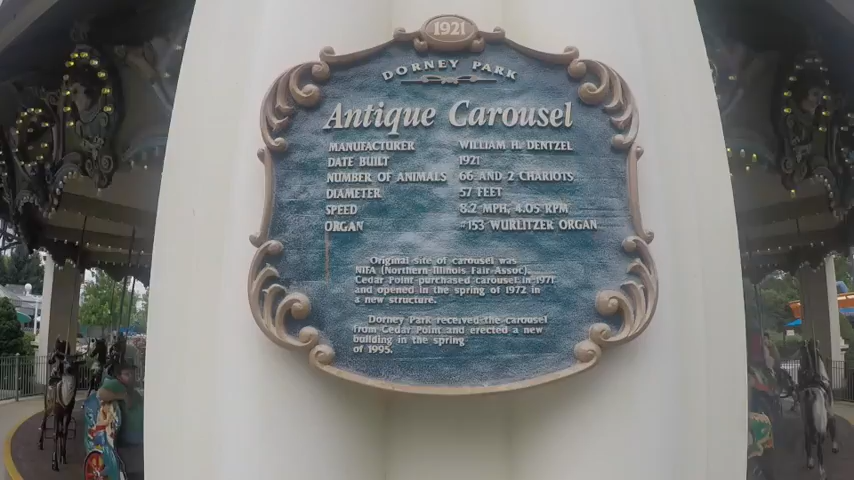 1921
DORNEY PARK
Antique Carousel
MANUFACTURER WILLIAM H. DENTZEL
DATE BUILT 1921
NUMBER OF ANIMALS 66 AND 2 CHARIOTS
DIAMETER 57 FEET
SPEED 8.2 MPH, 4.05 RPM
ORGAN #153 WURLITZER ORGAN
Original site of carousel was
NIFA (Northern Illinois Fair Assoc).
Cedar Point purchased carousel in 1971
and opened in the spring of 1972 in
a new structure.
Dorney Park received the carousel
from Cedar Point and erected a new
building in the spring
of 1995.